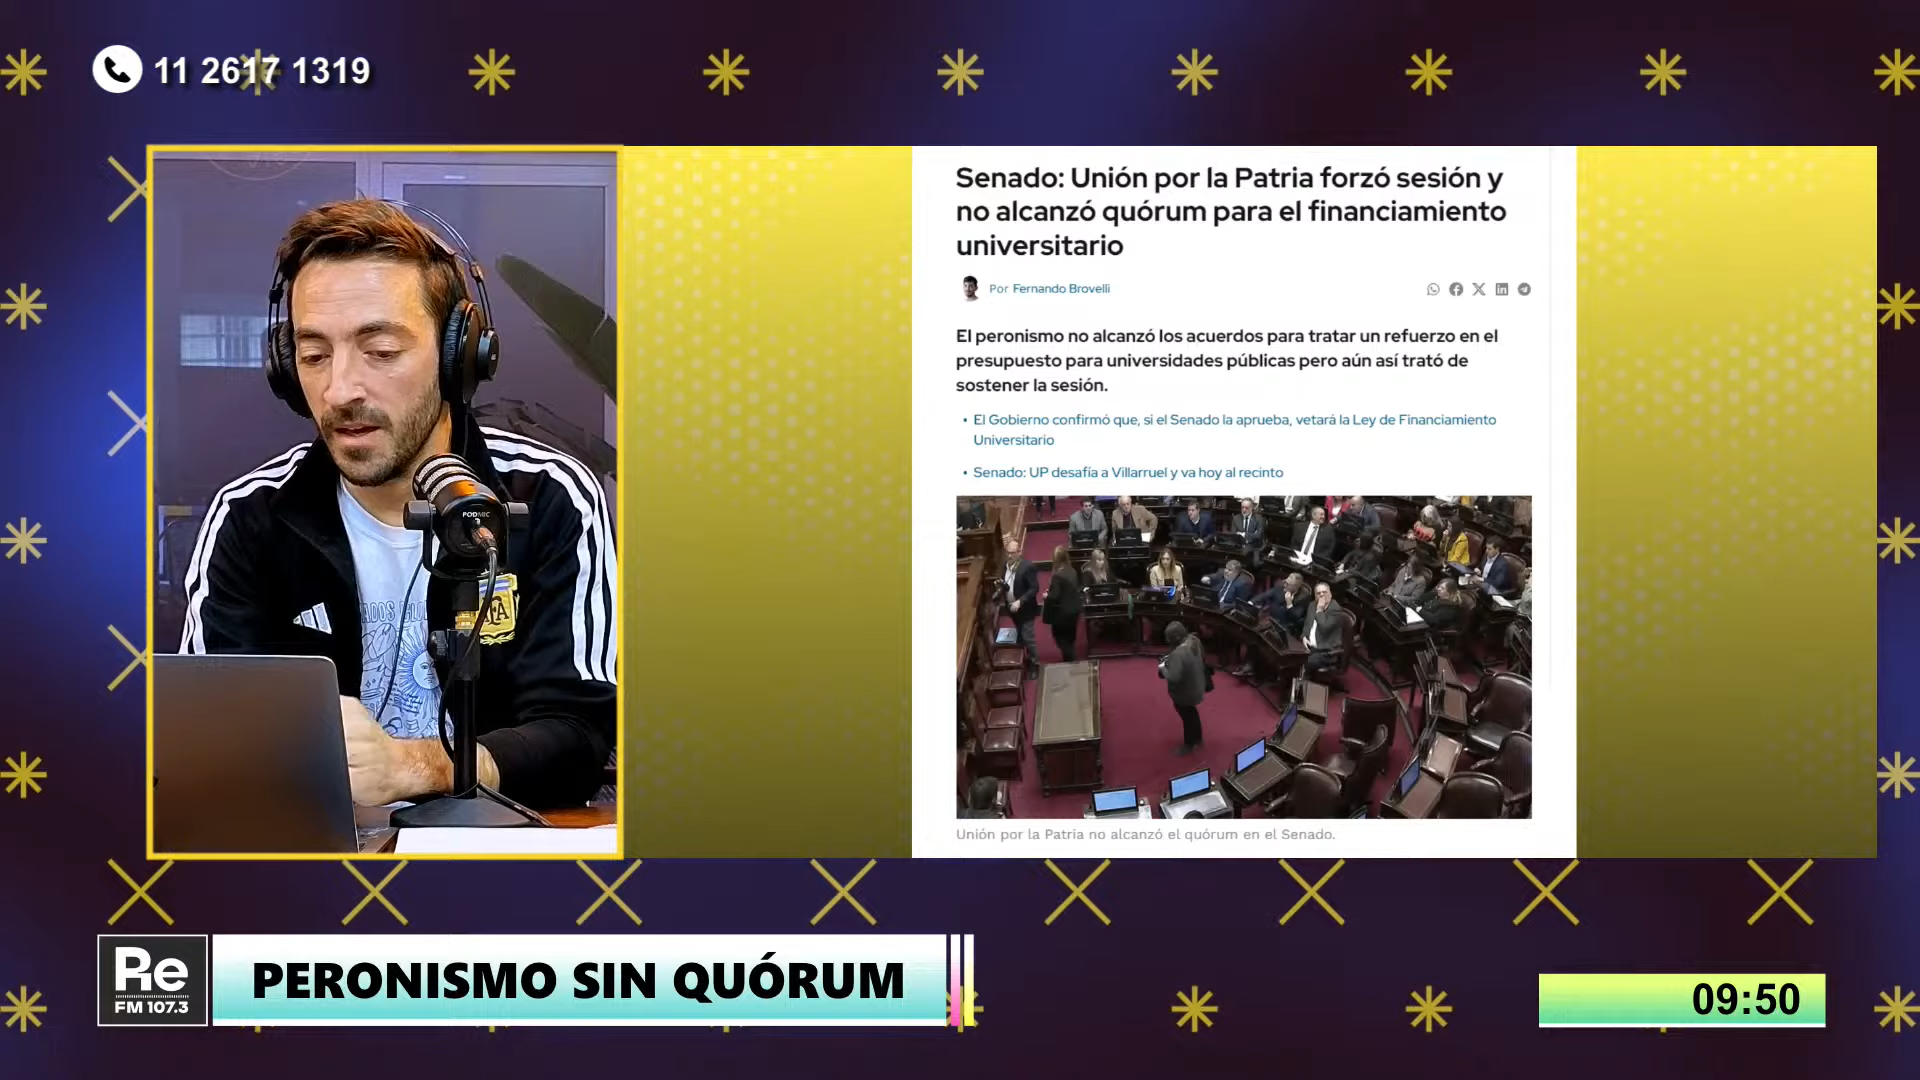 11 2617 1319
Senado: Unión por la Patria forzó sesión y
no alcanzó quórum para el financiamiento
universitario
Por Fernando Brovelli
El peronismo no alcanzó los acuerdos para tratar un refuerzo en el
presupuesto para universidades públicas pero aún así trató de
sostener la sesión.
• El Gobierno confirmó que, si el Senado la aprueba, vetará la Ley de Financiamiento
Universitario
• Senado: UP desafía a Villarruel y va hoy al recinto
Unión por la Patria no alcanzó el quórum en el Senado.
PODMIC
AFA
Re
FM 107.3
PERONISMO SIN QUÓRUM
09:50